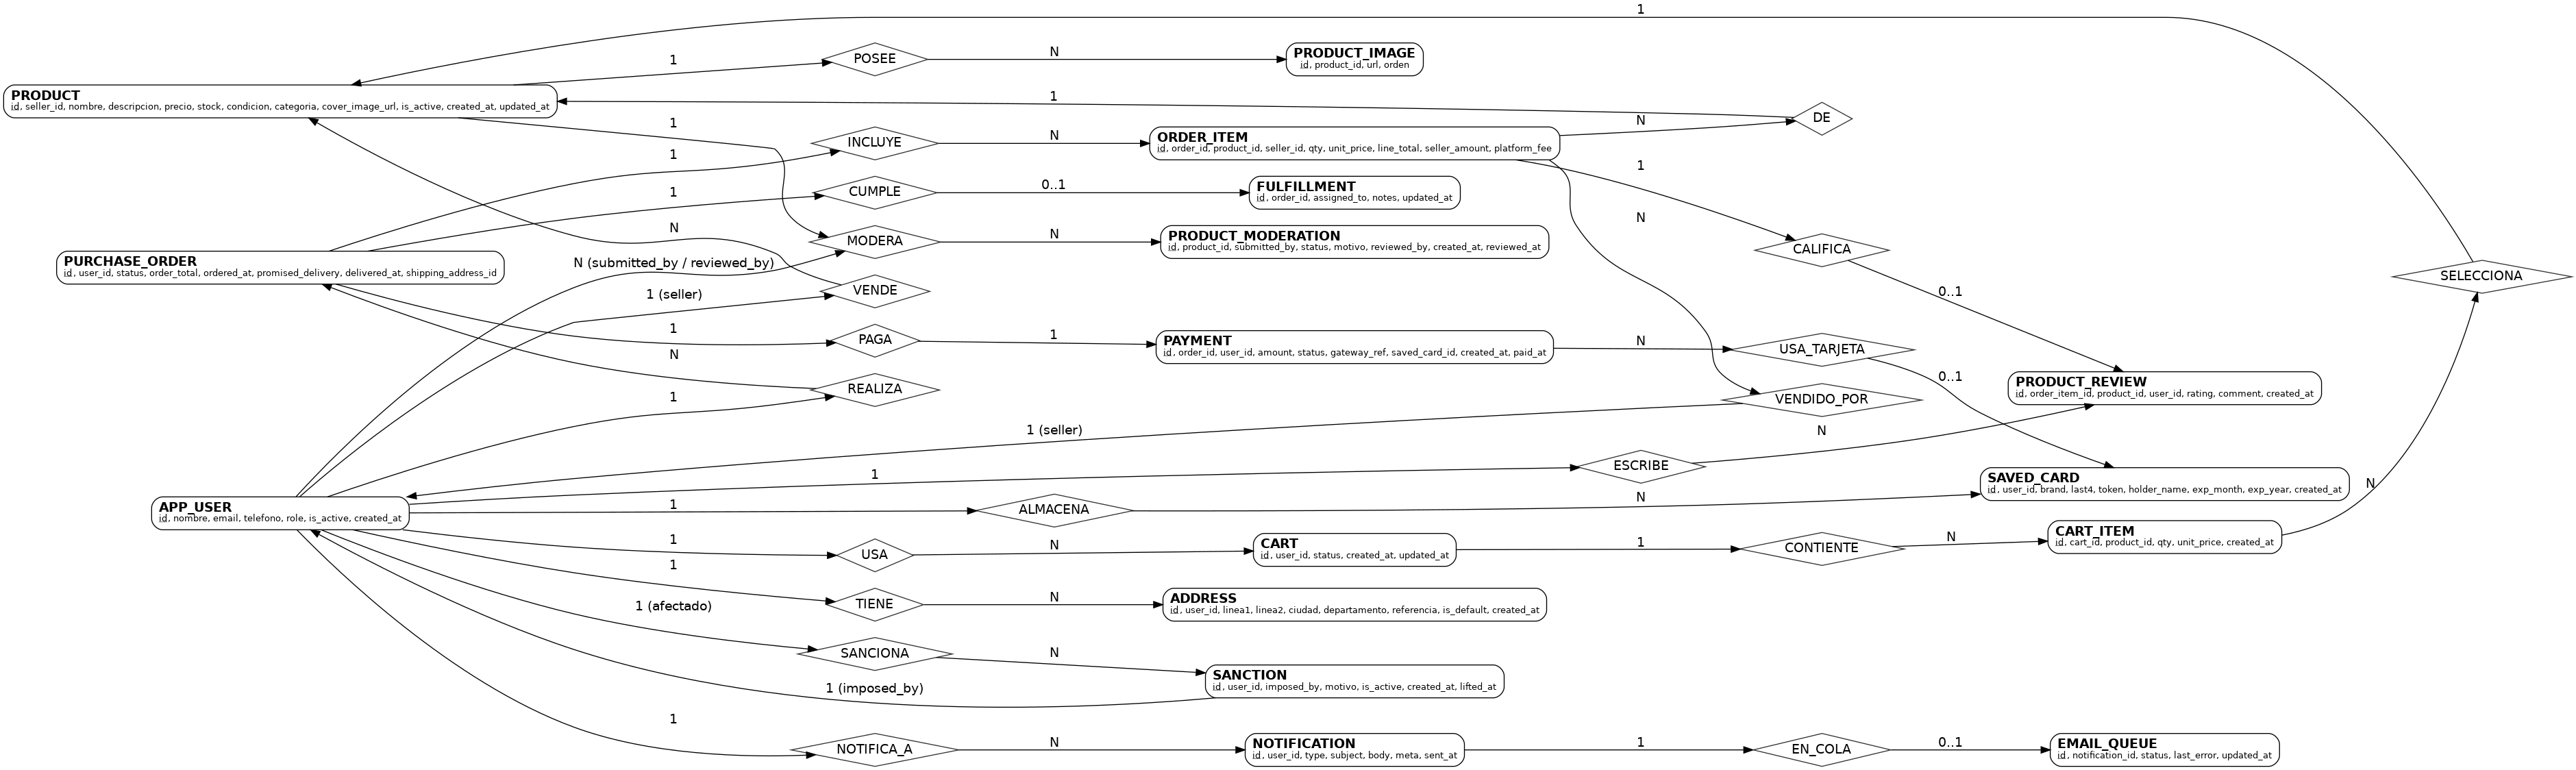 1
POSEE
1
N
PRODUCT_IMAGE
id, product_id, url, orden
PRODUCT
id, seller_id, nombre, descripcion, precio, stock, condicion, categoria, cover_image_url, is_active, created_at, updated_at
1
DE
1
N
INCLUYE
N
ORDER_ITEM
id, order_id, product_id, seller_id, qty, unit_price, line_total, seller_amount, platform_fee
1
1
CUMPLE
1
0..1
FULFILLMENT
id, order_id, assigned_to, notes, updated_at
N
N
MODERA
N
PRODUCT_MODERATION
id, product_id, submitted_by, status, motivo, reviewed_by, created_at, reviewed_at
CALIFICA
PURCHASE_ORDER
id, user_id, status, order_total, ordered_at, promised_delivery, delivered_at, shipping_address_id
N (submitted_by / reviewed_by)
SELECCIONA
1 (seller)
VENDE
0..1
1
PAGA
1
PAYMENT
id, order_id, user_id, amount, status, gateway_ref, saved_card_id, created_at, paid_at
N
USA_TARJETA
N
0..1
REALIZA
1
PRODUCT_REVIEW
id, order_item_id, product_id, user_id, rating, comment, created_at
VENDIDO_POR
1 (seller)
N
1
ESCRIBE
SAVED_CARD
id, user_id, brand, last4, token, holder_name, exp_month, exp_year, created_at
N
N
APP_USER
id, nombre, email, telefono, role, is_active, created_at
1
ALMACENA
1
USA
N
CART
id, user_id, status, created_at, updated_at
1
CONTIENTE
N
CART_ITEM
id, cart_id, product_id, qty, unit_price, created_at
1
TIENE
N
ADDRESS
id, user_id, linea1, linea2, ciudad, departamento, referencia, is_default, created_at
1 (afectado)
SANCIONA
N
SANCTION
id, user_id, imposed_by, motivo, is_active, created_at, lifted_at
1 (imposed_by)
1
NOTIFICA_A
N
NOTIFICATION
id, user_id, type, subject, body, meta, sent_at
1
EN_COLA
0..1
EMAIL_QUEUE
id, notification_id, status, last_error, updated_at